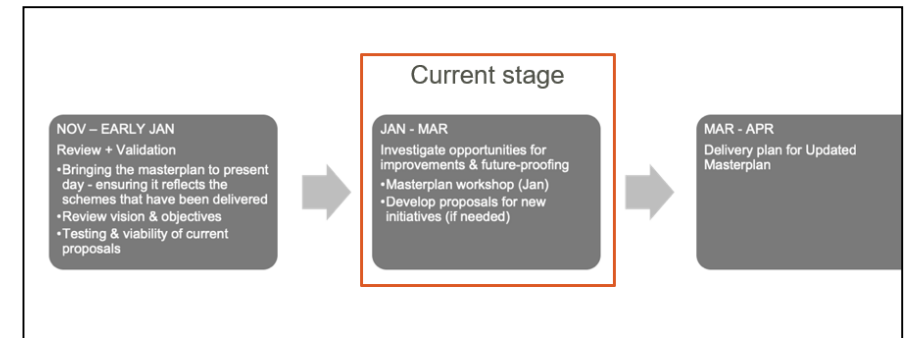 Current stage
NOV – EARLY JAN
Review + Validation
•Bringing the masterplan to present
day - ensuring it reflects the
schemes that have been delivered
•Review vision & objectives
•Testing & viability of current
proposals
JAN - MAR
Investigate opportunities for
improvements & future-proofing
•Masterplan workshop (Jan)
•Develop proposals for new
initiatives (if needed)
MAR - APR
Delivery plan for Updated
Masterplan